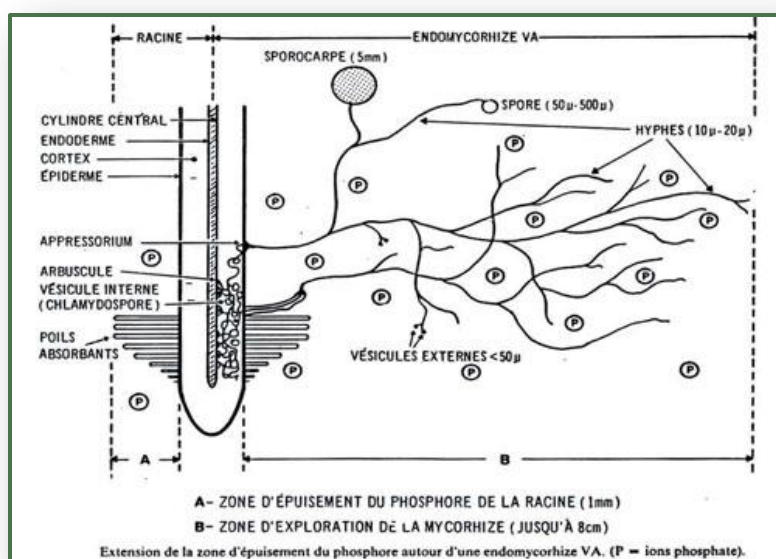 RACINE
ENDOMYCORHIZE VA
SPOROCARPE (5mm)
SPORE (50µ-500µ)
HYPHES (10µ-20µ)
CYLINDRE CENTRAL
ENDODERME
CORTEX
ÉPIDERME
P
P
P
P
P
APPRESSORIUM
P
P
P
ARBUSCULE
VÉSICULE INTERNE
(CHLAMYDOSPORE)
P
P
POILS
ABSORBANTS
VÉSICULES EXTERNES <50µ
P
P
P
P
A
B
A- ZONE D'ÉPUISEMENT DU PHOSPHORE DE LA RACINE (1mm)
B- ZONE D'EXPLORATION DE LA MYCORHIZE (JUSQU'À 8cm)
Extension de la zone d'épuisement du phosphore autour d'une endomycorhize VA. (P = ions phosphate).